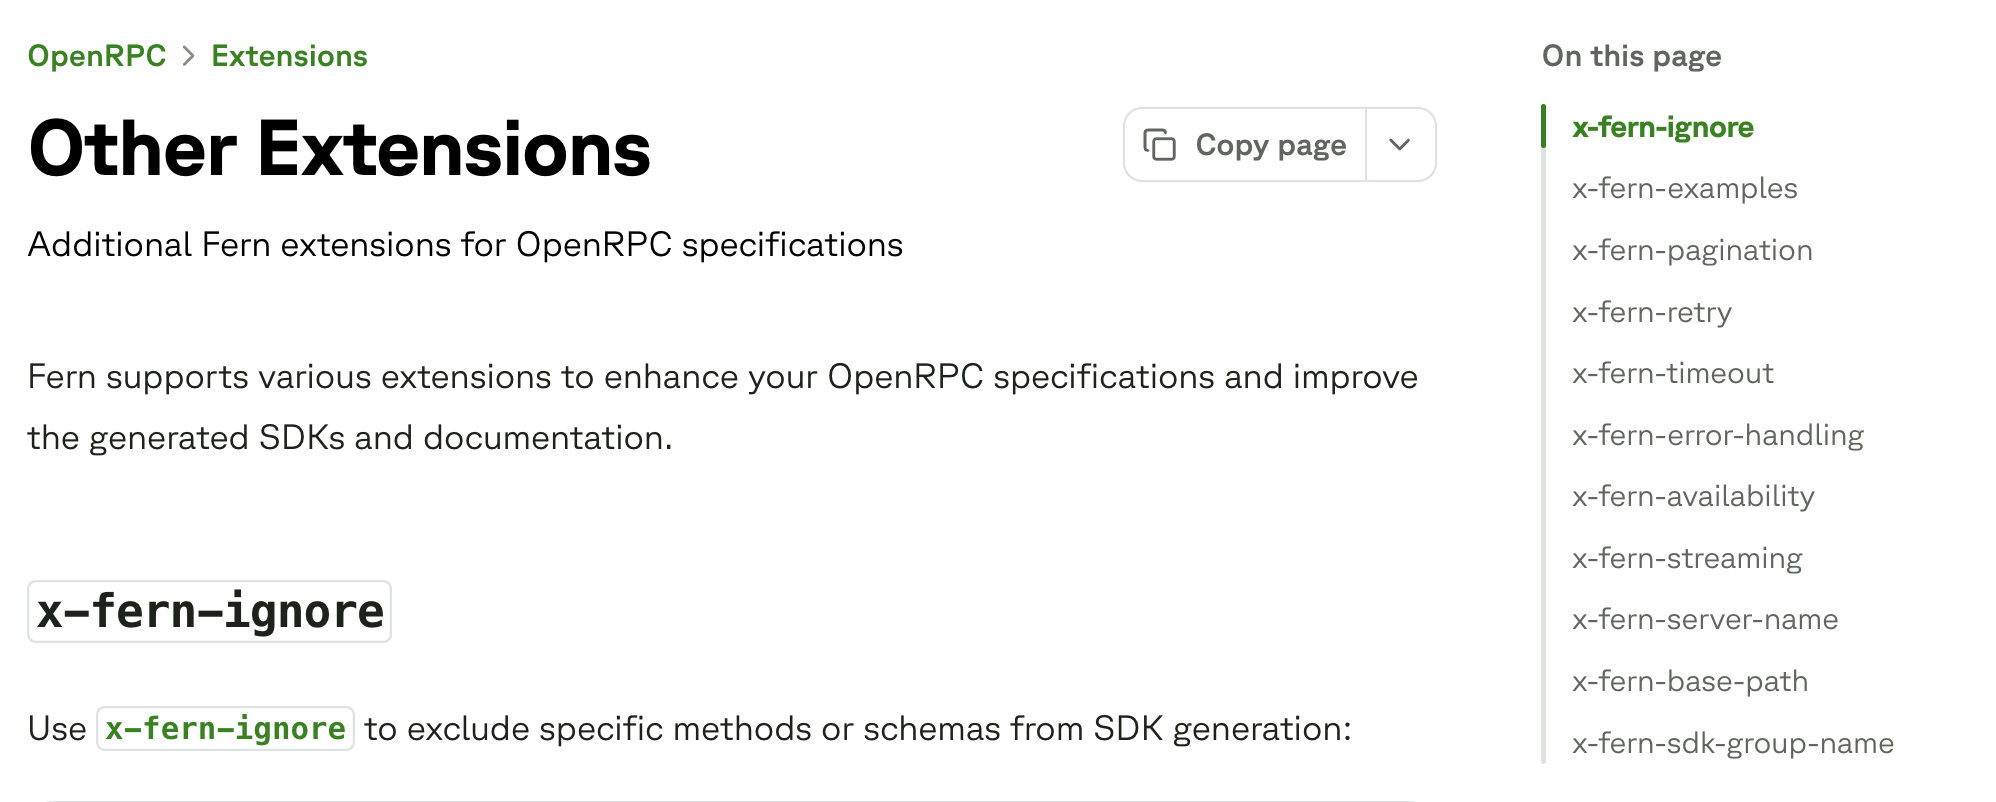 OpenRPC > Extensions
Other Extensions
Copy page
Additional Fern extensions for OpenRPC specifications
Fern supports various extensions to enhance your OpenRPC specifications and improve
the generated SDKs and documentation.
x-fern-ignore
Use x-fern-ignore to exclude specific methods or schemas from SDK generation:
On this page
x-fern-ignore
x-fern-examples
x-fern-pagination
x-fern-retry
x-fern-timeout
x-fern-error-handling
x-fern-availability
x-fern-streaming
x-fern-server-name
x-fern-base-path
x-fern-sdk-group-name